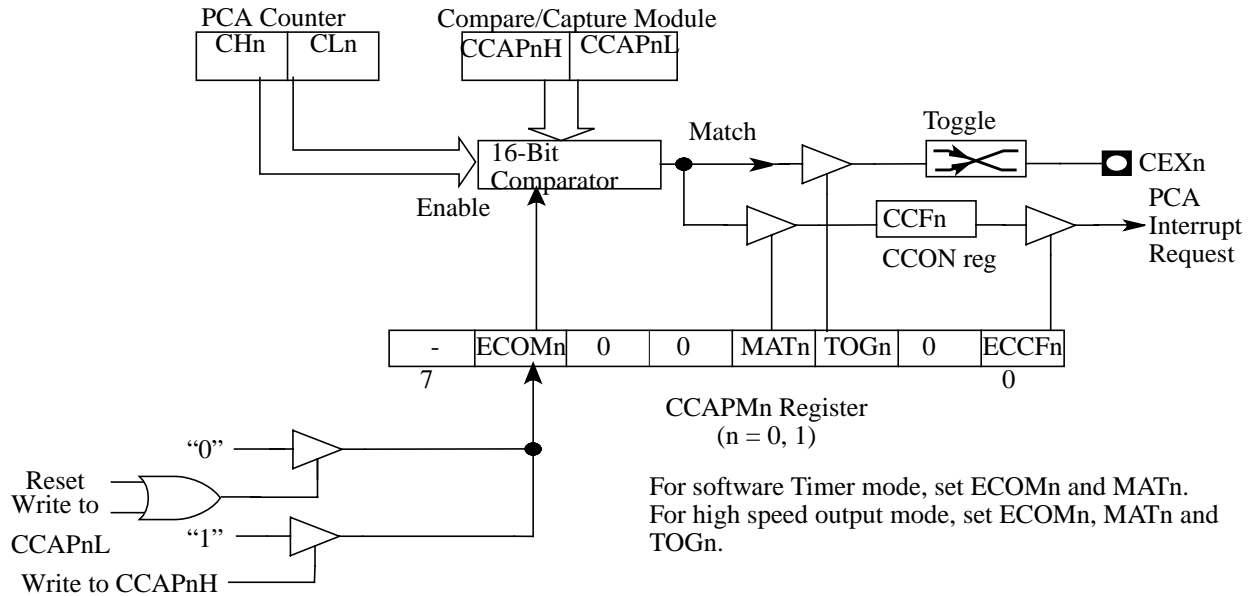 PCA Counter
CHn CLn
Compare/Capture Module
CCAPnH CCAPnL
16-Bit
Comparator
Enable
Match
Toggle
CEXn
CCFn
CCON reg
PCA
Interrupt
Request
- ECOMn 0 0 MATn TOGn 0 ECCFn
7 0
CCAPMn Register
(n = 0, 1)
“0”
Reset
Write to
CCAPnL
“1”
Write to CCAPnH
For software Timer mode, set ECOMn and MATn.
For high speed output mode, set ECOMn, MATn and
TOGn.